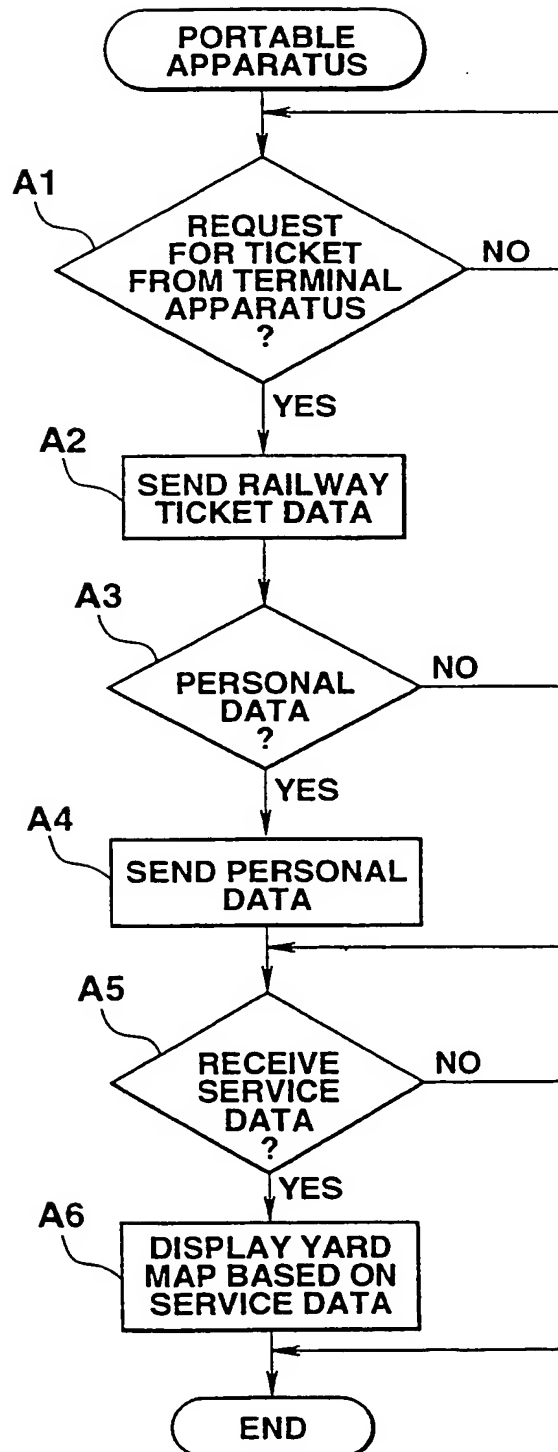 PORTABLE
APPARATUS
A1
REQUEST
FOR TICKET
FROM TERMINAL
APPARATUS
?
NO
YES
A2
SEND RAILWAY
TICKET DATA
A3
PERSONAL
DATA
?
NO
YES
A4
SEND PERSONAL
DATA
A5
RECEIVE
SERVICE
DATA
?
NO
YES
A6
DISPLAY YARD
MAP BASED ON
SERVICE DATA
END